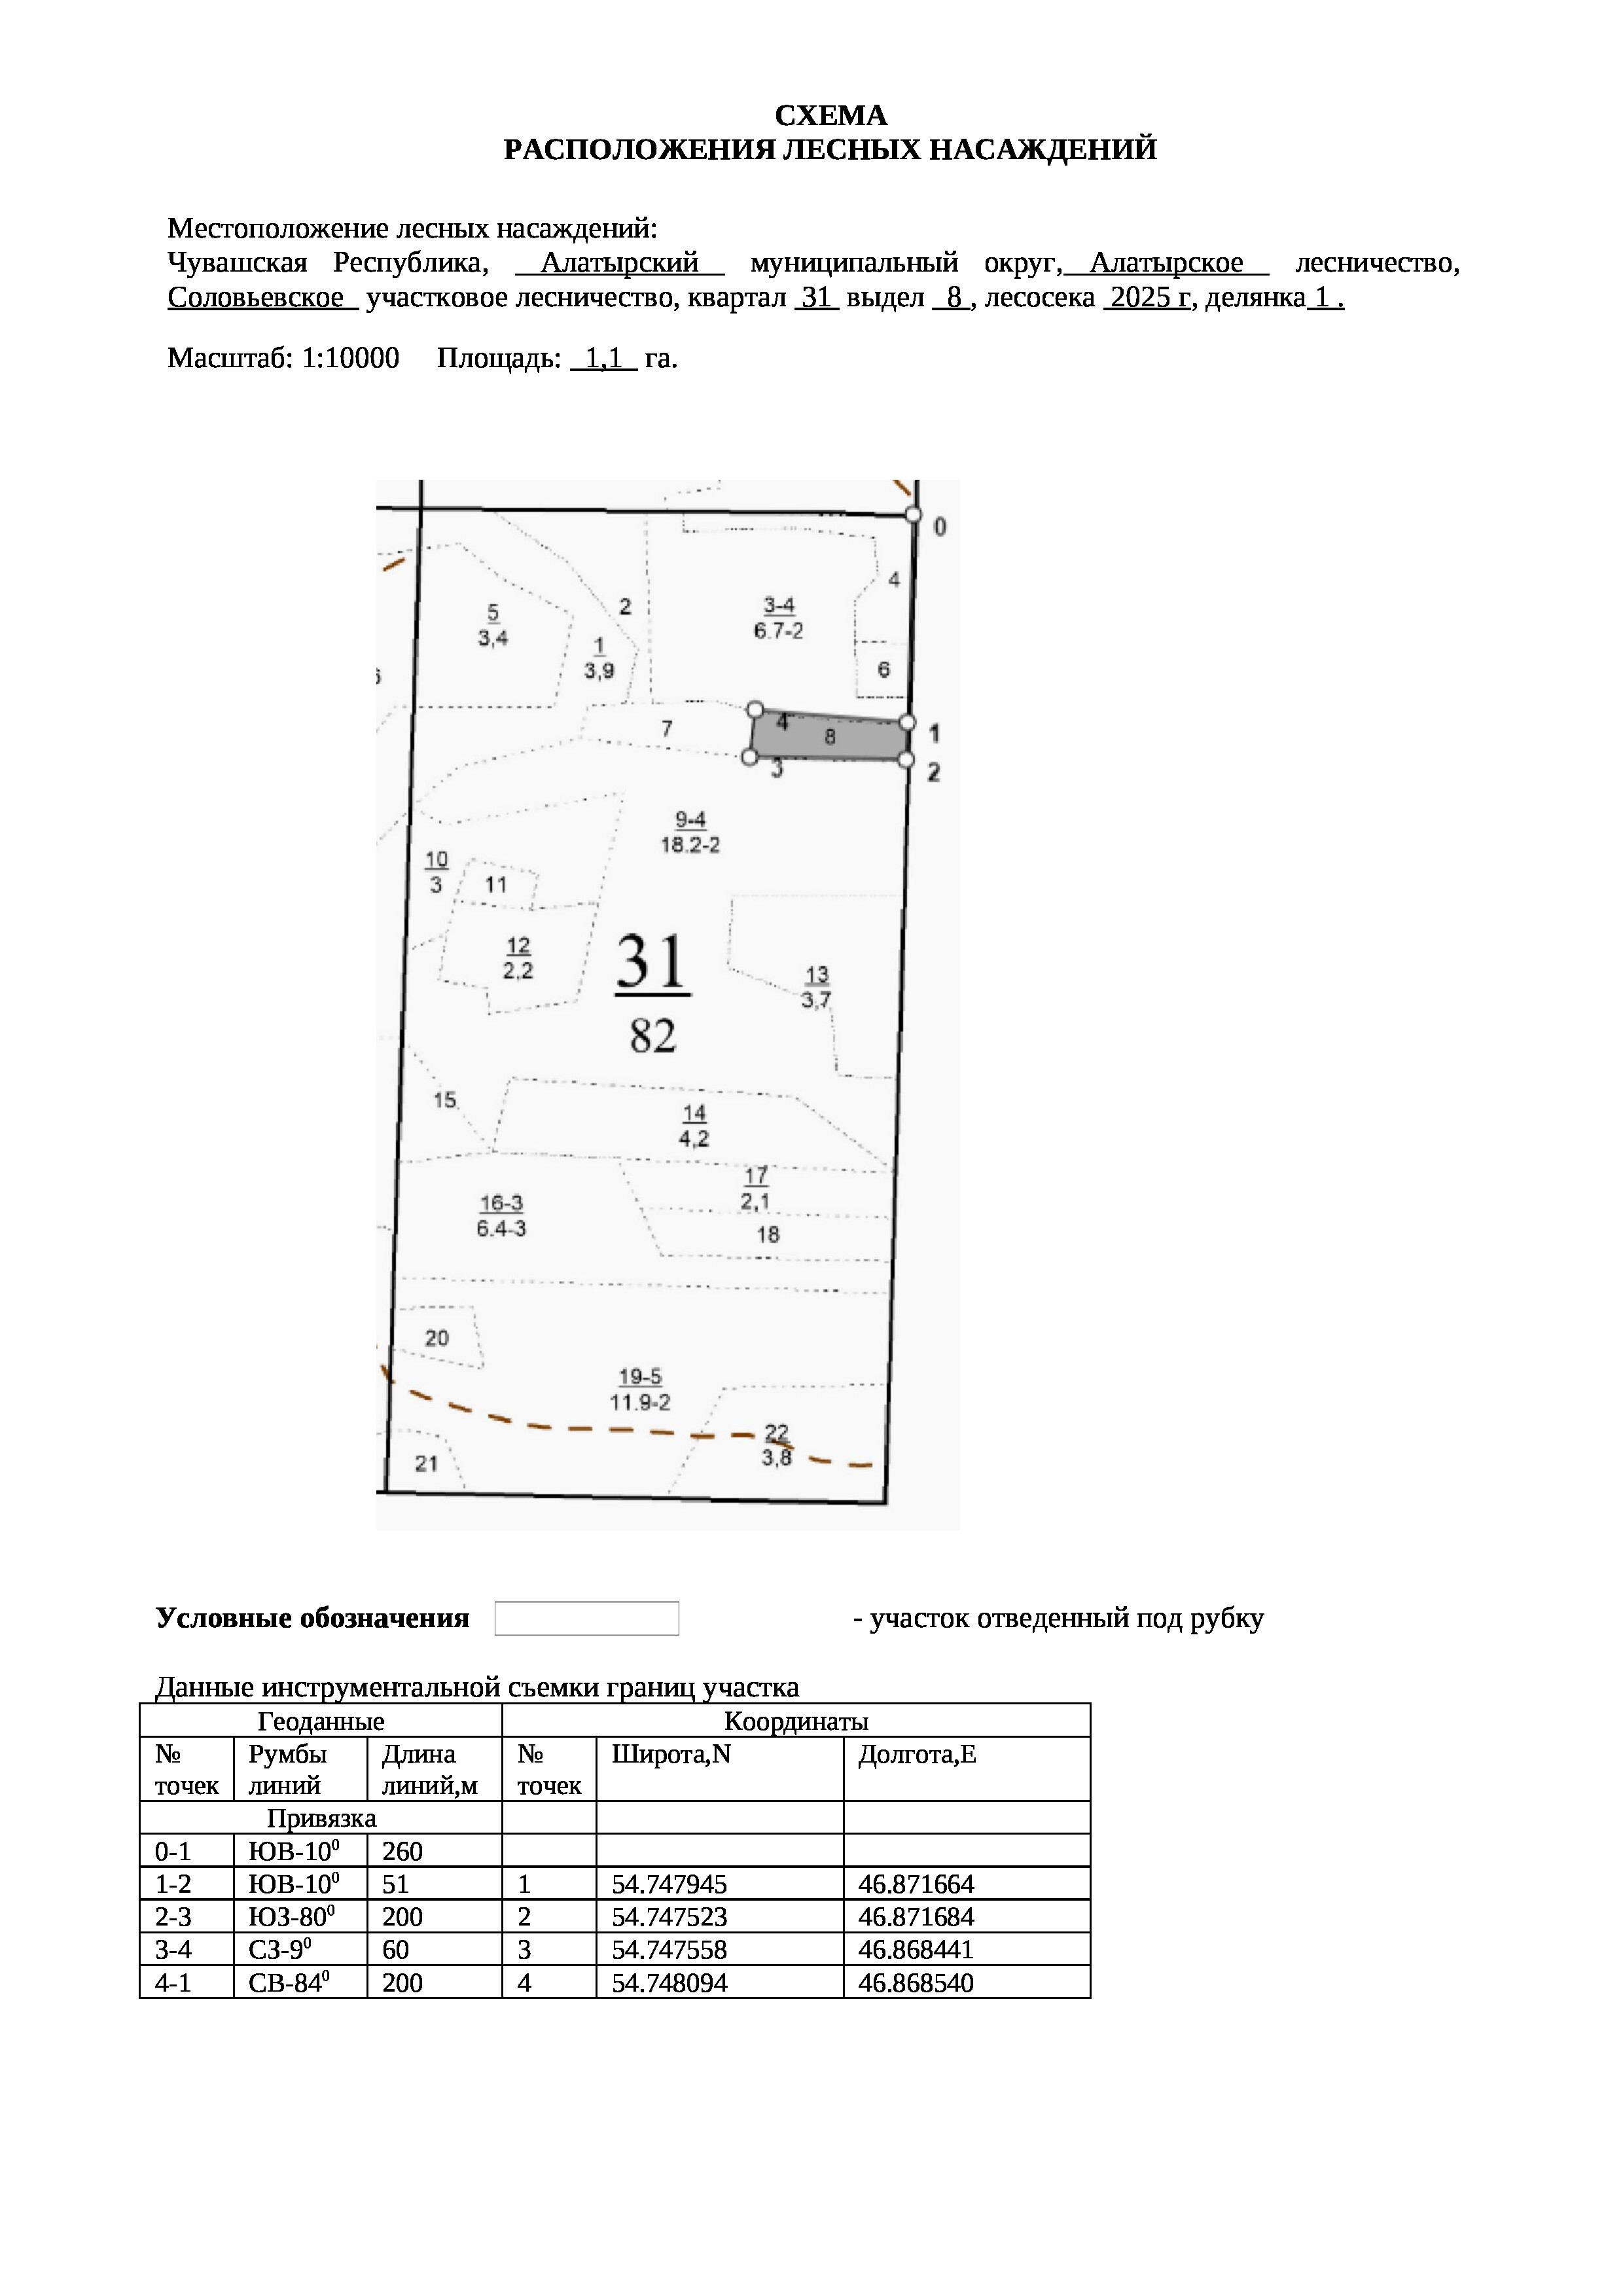 СХЕМА
РАСПОЛОЖЕНИЯ ЛЕСНЫХ НАСАЖДЕНИЙ
Местоположение лесных насаждений:
Чувашская Республика, Алатырский муниципальный округ, Алатырское лесничество,
Соловьевское участковое лесничество, квартал 31 выдел 8 , лесосека 2025 г, делянка 1 .
Масштаб: 1:10000 Площадь: 1,1 га.
0
4
2
3-4
6.7-2
5
3,4
1
3,9
6
7
4
8
1
3
2
9-4
18.2-2
10
3
11
12
2,2
31
82
13
3,7
15
14
4,2
17
2,1
16-3
6.4-3
18
20
19-5
11.9-2
22
3,8
21
Условные обозначения - участок отведенный под рубку
Данные инструментальной съемки границ участка
Геоданные Координаты
№ точек Румбы линий Длина линий,м № точек Широта,N Долгота,E
Привязка
0-1 ЮВ-10⁰ 260
1-2 ЮВ-10⁰ 51 1 54.747945 46.871664
2-3 ЮЗ-80⁰ 200 2 54.747523 46.871684
3-4 СЗ-9⁰ 60 3 54.747558 46.868441
4-1 СВ-84⁰ 200 4 54.748094 46.868540